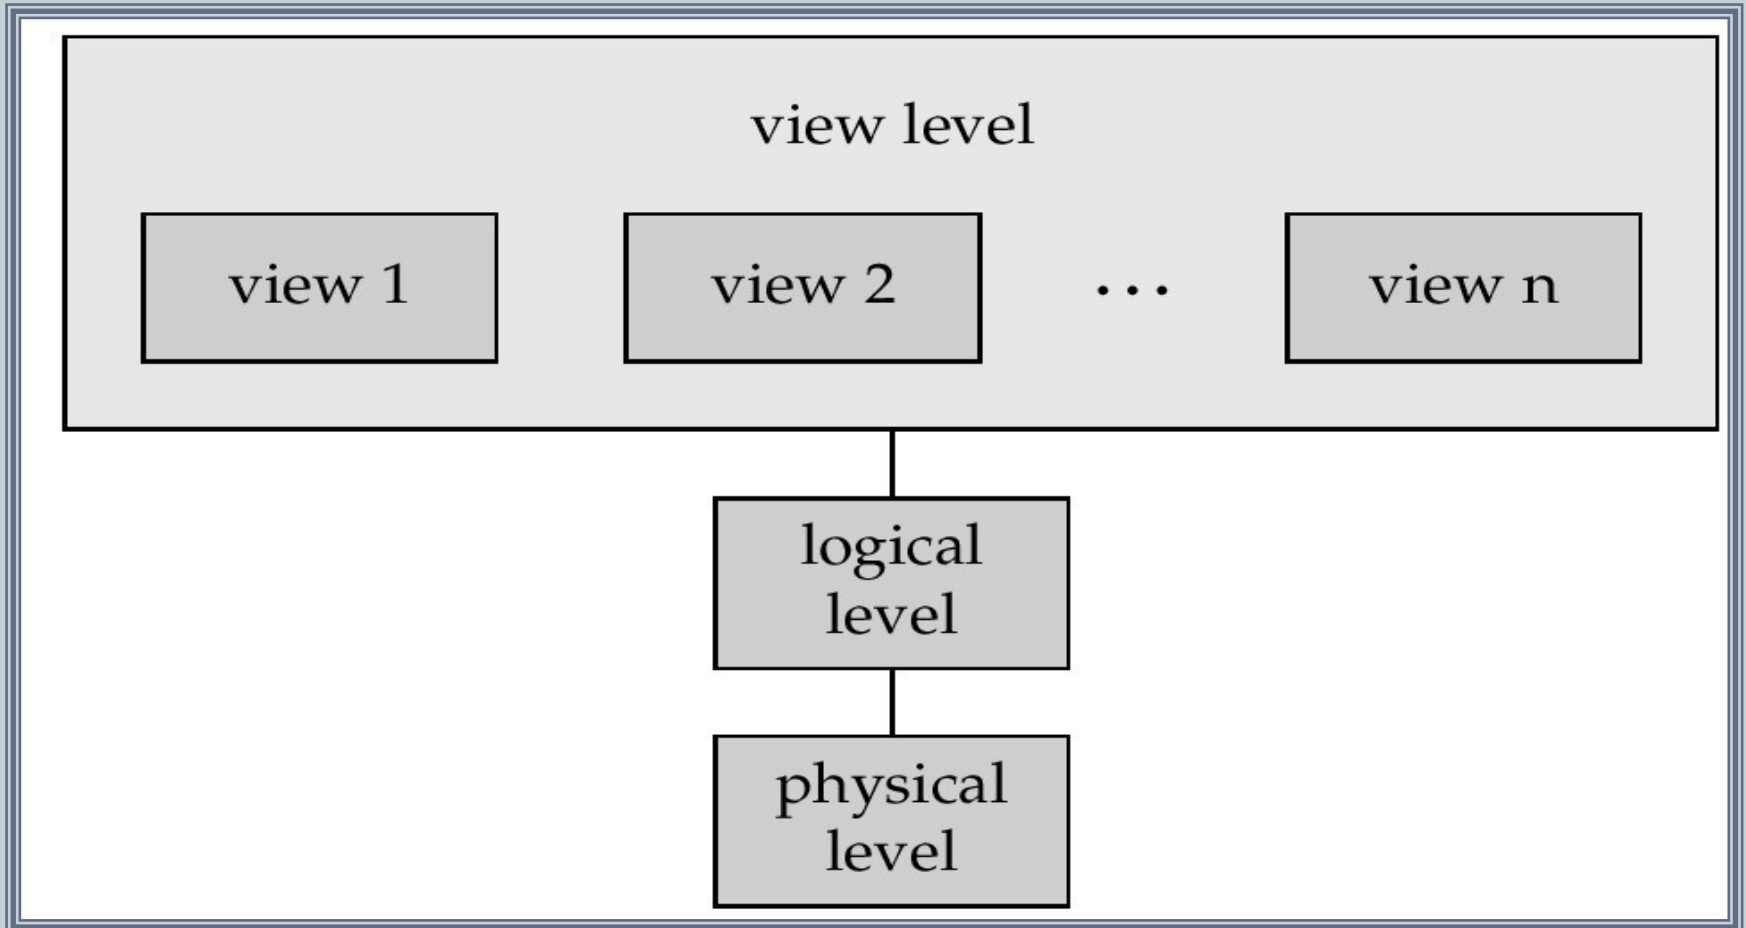 view level
view 1
view 2
...
view n
logical
level
physical
level